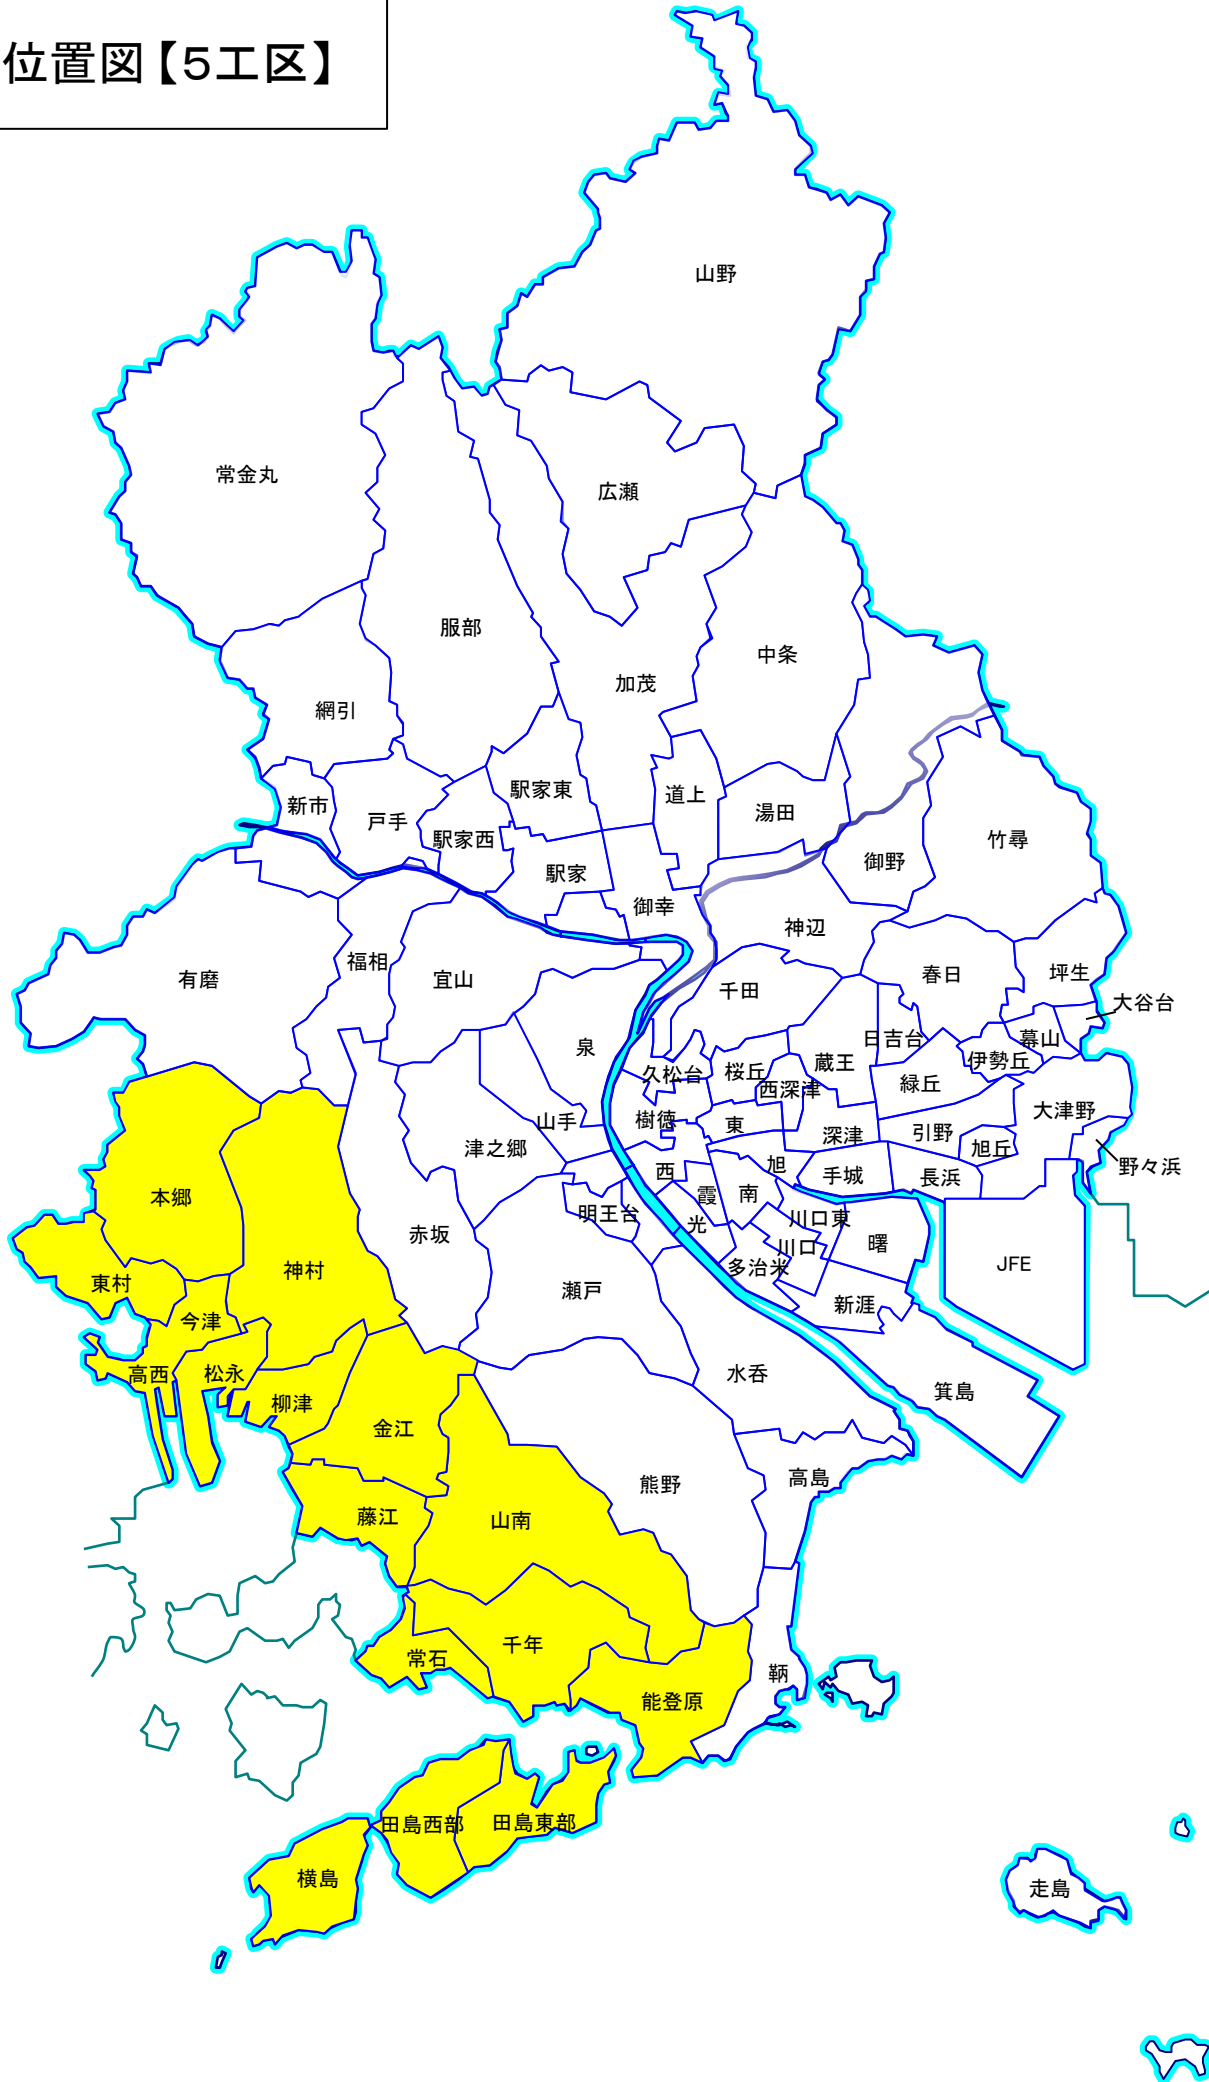 位置図【5工区】
山野
常金丸
広瀬
服部
中条
加茂
網引
駅家東
道上
新市
湯田
戸手
駅家西
竹尋
御野
駅家
御幸
神辺
福相
宜山
有磨
春日
坪生
千田
大谷台
日吉台
幕山
泉
伊勢丘
蔵王
久松台
桜丘
緑丘
西深津
大津野
樹徳
山手
東
深津
引野
津之郷
旭丘
野々浜
西
旭
手城
長浜
霞
南
本郷
明王台
光
川口東
赤坂
曙
川口
JFE
多治米
神村
東村
瀬戸
新涯
今津
高西
松永
水呑
箕島
柳津
金江
高島
熊野
藤江
山南
千年
常石
鞆
能登原
田島西部
田島東部
横島
走島